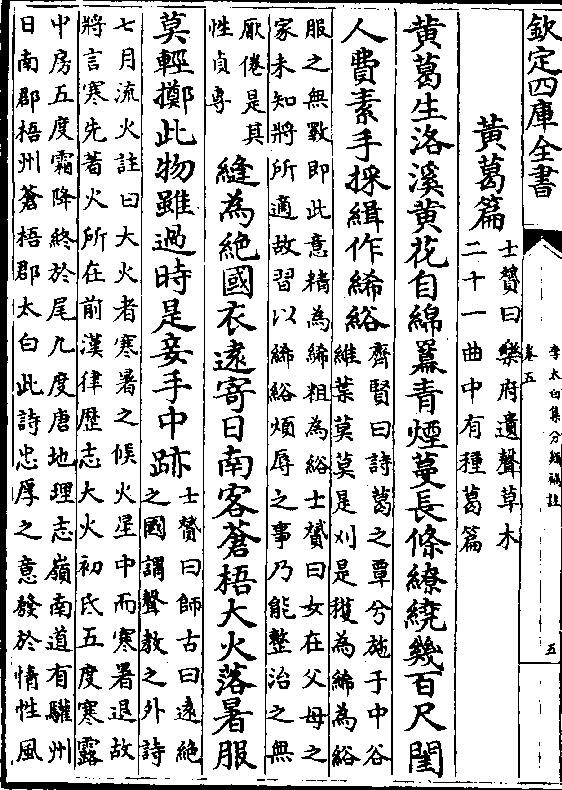 欽定四庫全書
李太白集分類補註
卷五
五
黃葛篇
士贇曰樂府遺聲草木
二十一曲中有種葛篇
黃葛生洛溪黃花自綿羃青煙蔓長條繚繞幾百尺閨
人費素手採緝作絺綌
齊賢曰詩葛之覃兮施于中谷
維葉莫莫是刈是穫為絺為綌
服之無斁即此意精為絺粗為綌士贇曰女在父母之
家未知將所適故習以絺綌煩辱之事乃能整治之無
厭倦是其
性貞專
縫為絕國衣遠寄日南客蒼梧大火落暑服
莫輕擲此物雖過時是妾手中跡
士贇曰師古曰遠絕
之國謂聲教之外詩
七月流火註曰大火者寒暑之候火星中而寒暑退故
將言寒先著火所在前漢律歷志大火初氐五度寒露
中房五度霜降終於尾九度唐地理志嶺南道有驩州
日南郡梧州蒼梧郡太白此詩忠厚之意發於情性風